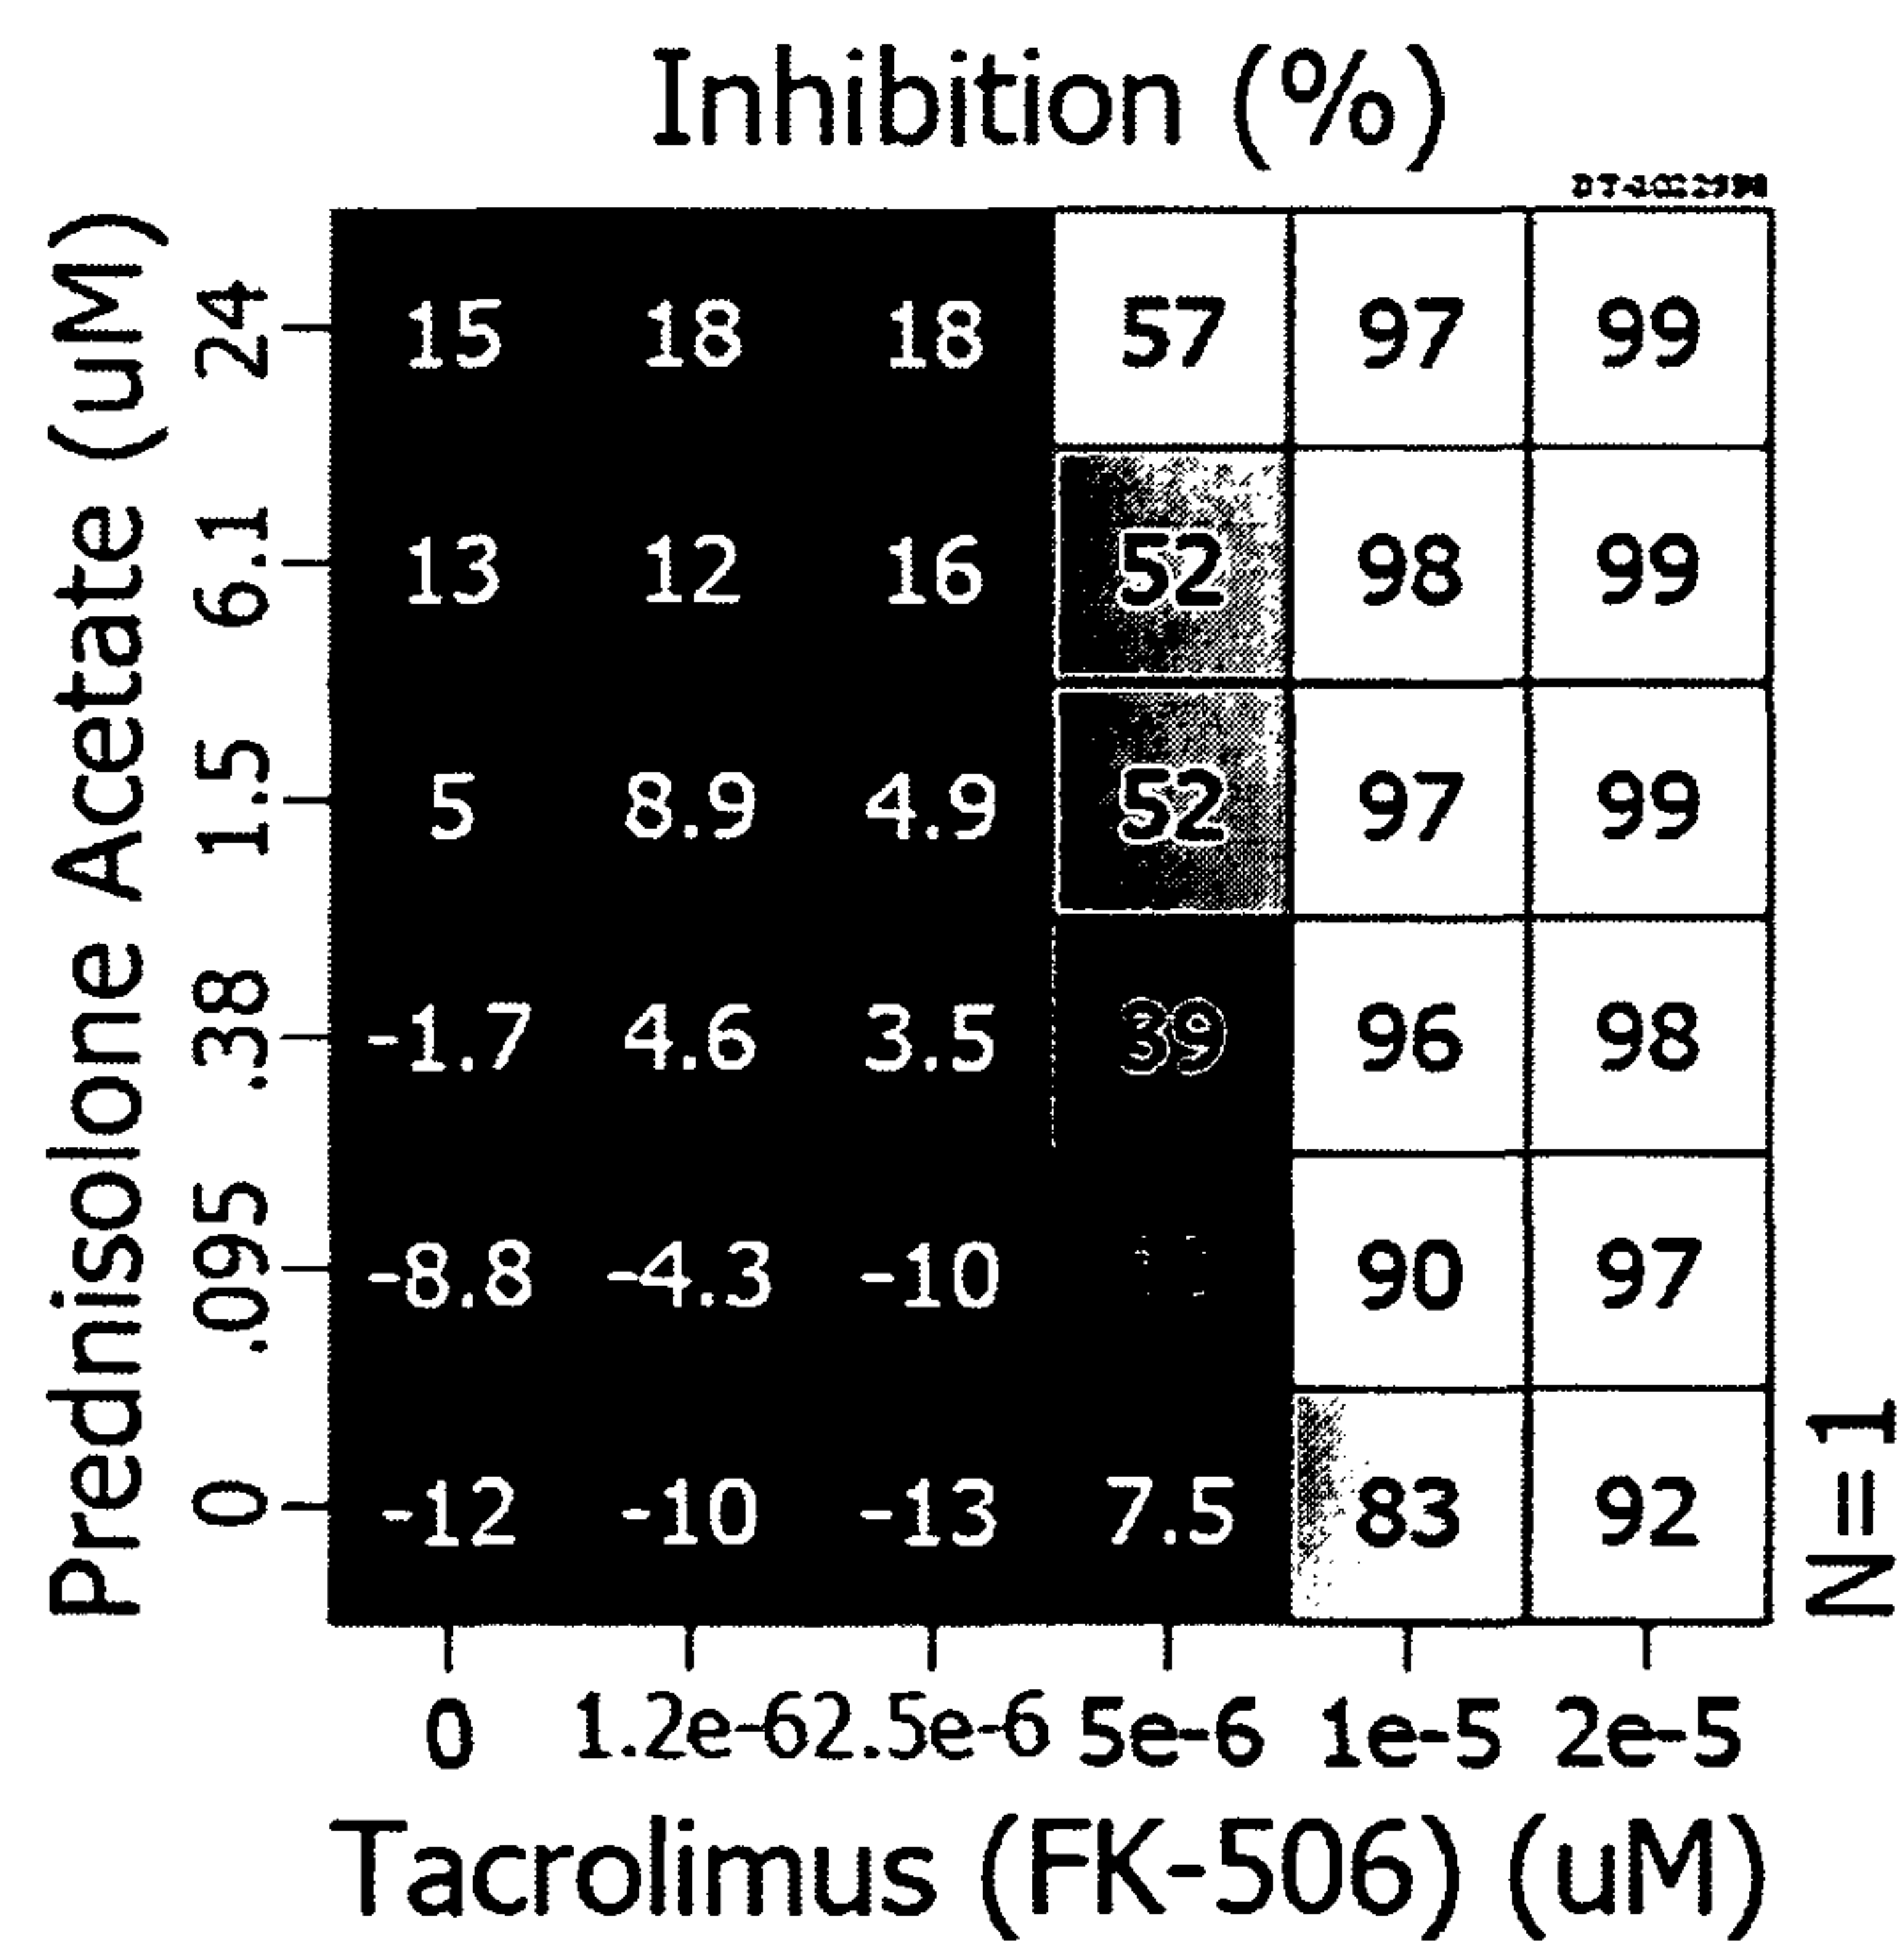 Inhibition (%)
Prednisolone Acetate (uM)
24 15 18 18 57 97 99
6.1 13 12 16 52 98 99
1.5 5 8.9 4.9 52 97 99
.38 -1.7 4.6 3.5 39 96 98
.095 -8.8 -4.3 -10 90 97
0 -12 -10 -13 7.5 83 92
N=1
0 1.2e-6 2.5e-6 5e-6 1e-5 2e-5
Tacrolimus (FK-506) (uM)